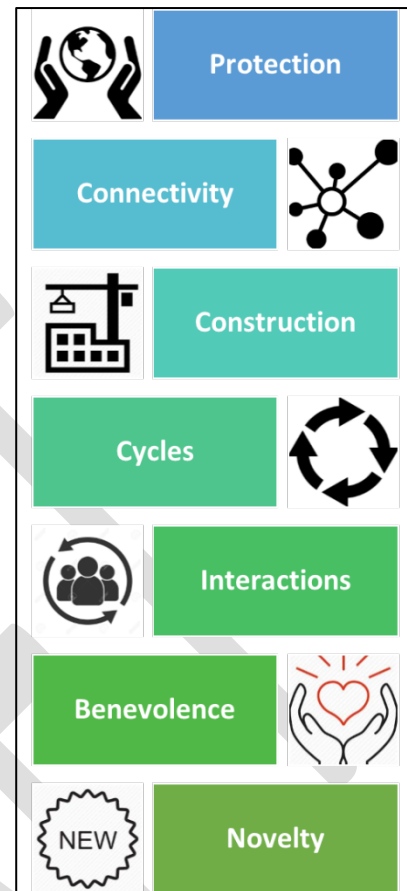 Protection
Connectivity
Construction
Cycles
Interactions
Benevolence
NEW
Novelty